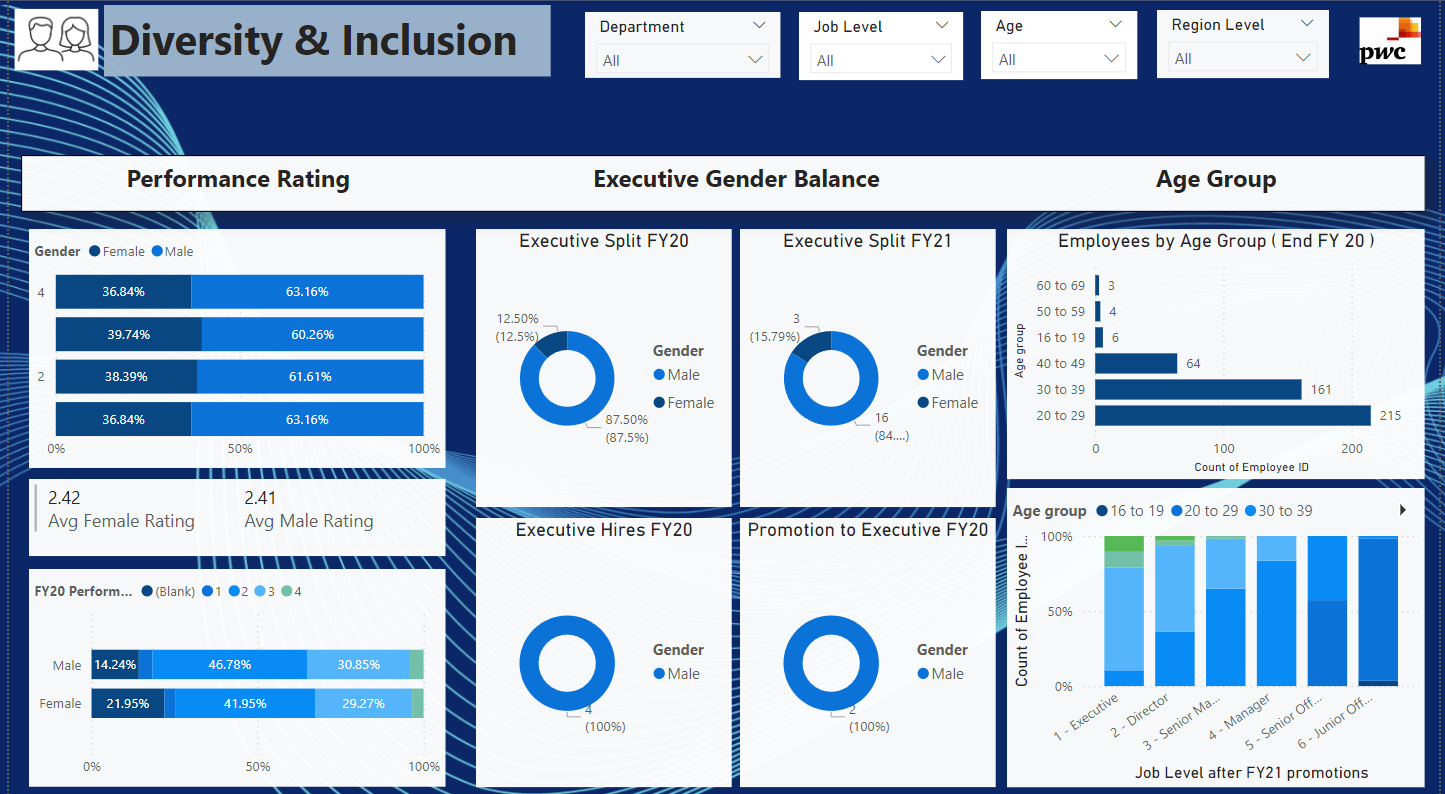 Diversity & Inclusion
Department
All
Job Level
All
Age
All
Region Level
All
pwc
Performance Rating
Executive Gender Balance
Age Group
Gender Female Male
4 36.84% 63.16%
39.74% 60.26%
2 38.39% 61.61%
36.84% 63.16%
0% 50% 100%
2.42 2.41
Avg Female Rating Avg Male Rating
FY20 Perform... (Blank) 1 2 3 4
Male 14.24% 46.78% 30.85%
Female 21.95% 41.95% 29.27%
0% 50% 100%
Executive Split FY20
12.50%
(12.5%)
Gender
Male
Female
87.50%
(87.5%)
Executive Split FY21
3
(15.79%)
Gender
Male
Female
16
(84....)
Executive Hires FY20
Gender
Male
4
(100%)
Promotion to Executive FY20
Gender
Male
2
(100%)
Employees by Age Group ( End FY 20 )
Age group
60 to 69 3
50 to 59 4
16 to 19 6
40 to 49 64
30 to 39 161
20 to 29 215
0 100 200
Count of Employee ID
Age group 16 to 19 20 to 29 30 to 39
Count of Employee I...
100%
50%
0%
1 - Executive
2 - Director
3 - Senior Ma...
4 - Manager
5 - Senior Off...
6 - Junior Off...
Job Level after FY21 promotions